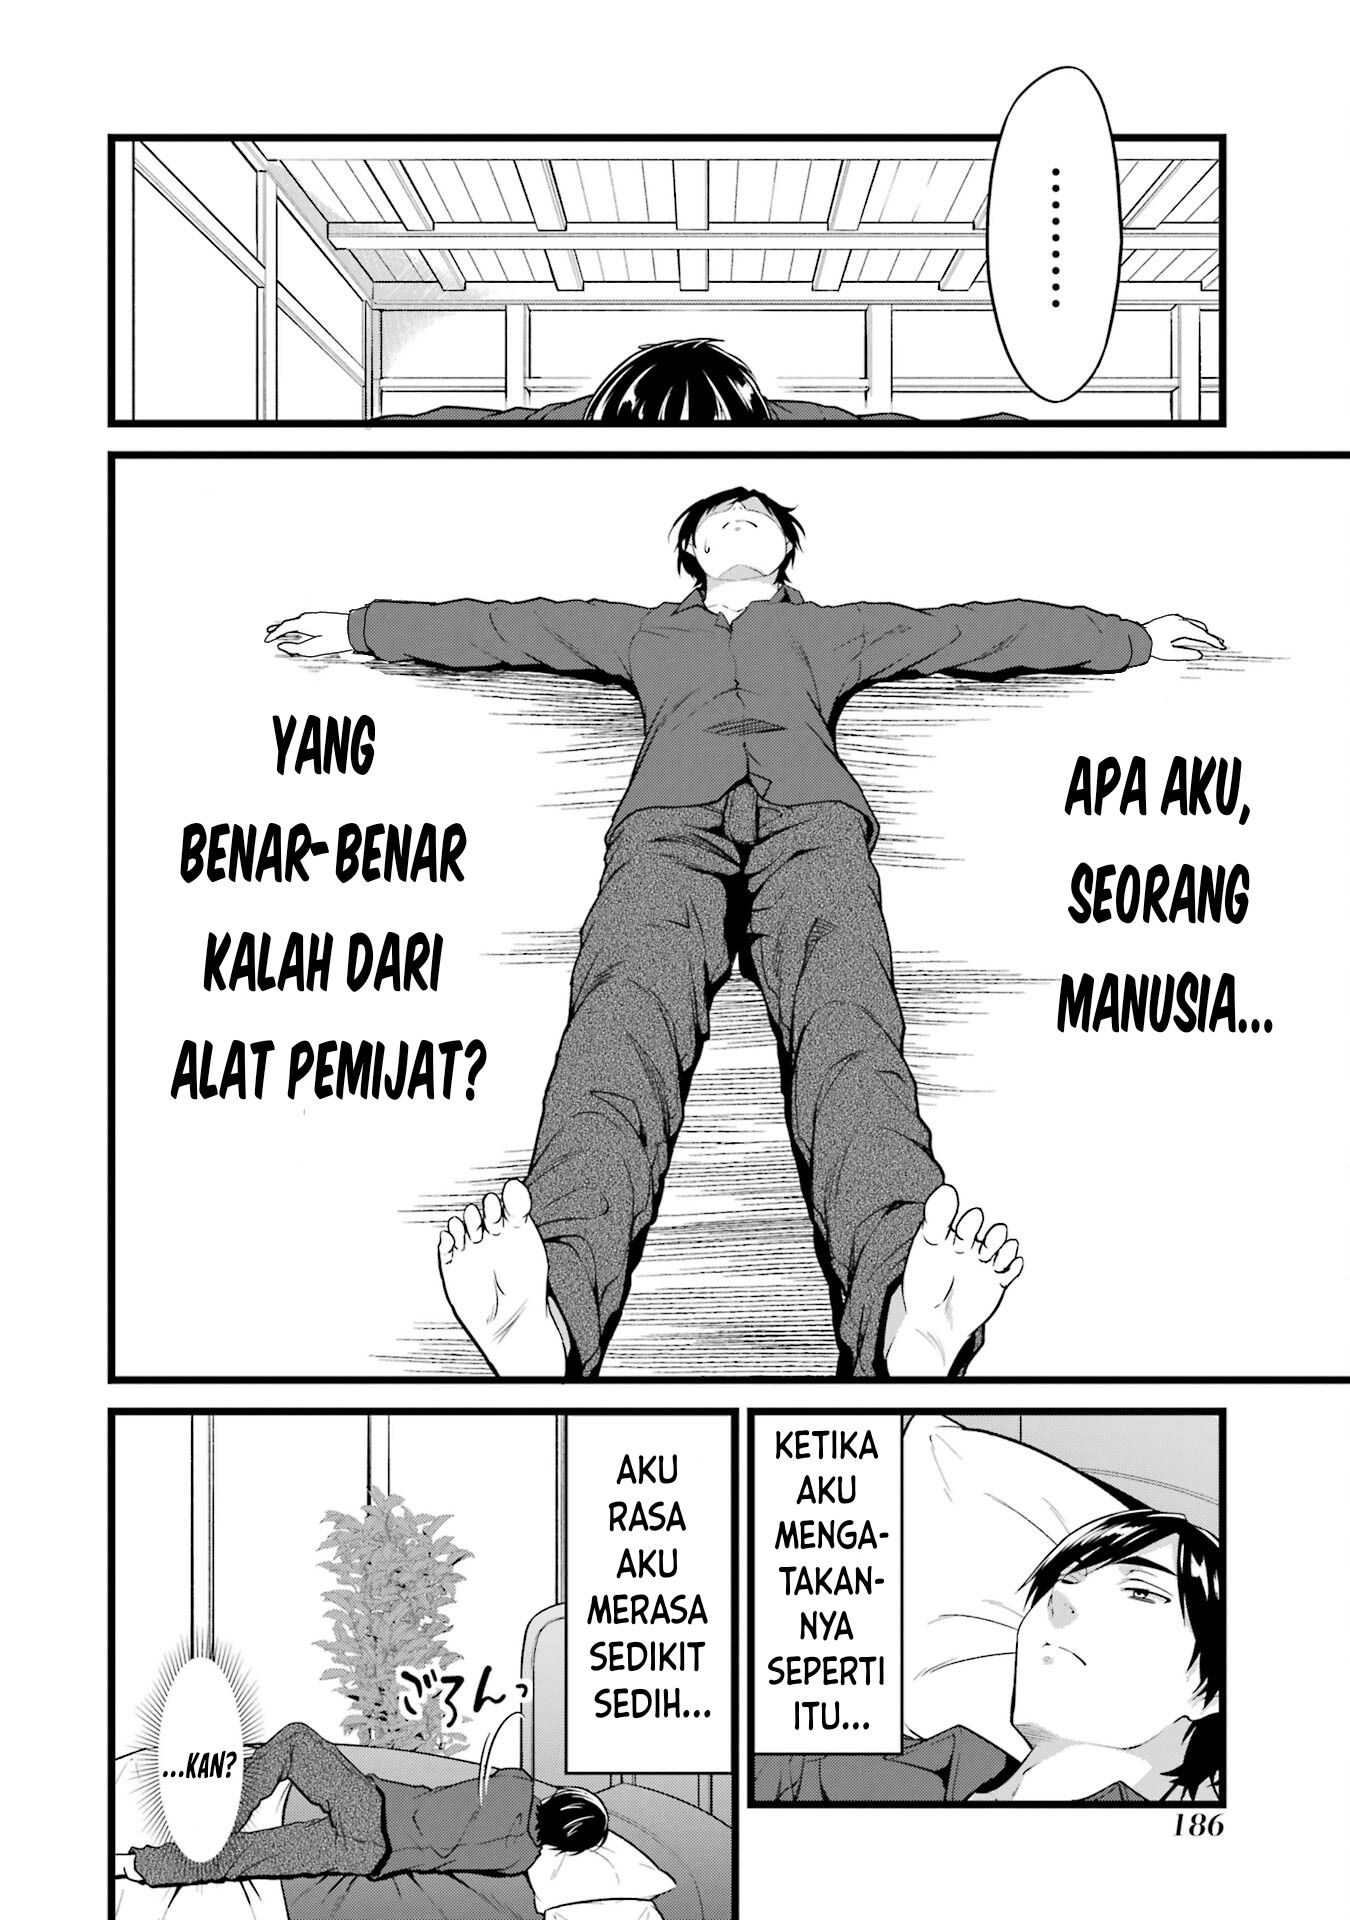 .........
APA AKU,
SEORANG
MANUSIA...
YANG
BENAR-BENAR
KALAH DARI
ALAT PEMIJAT?
KETIKA
AKU
MENGA-
TAKAN-
NYA
SEPERTI
ITU...
AKU
RASA
AKU
MERASA
SEDIKIT
SEDIH...
ごろんっ
...KAN?
186